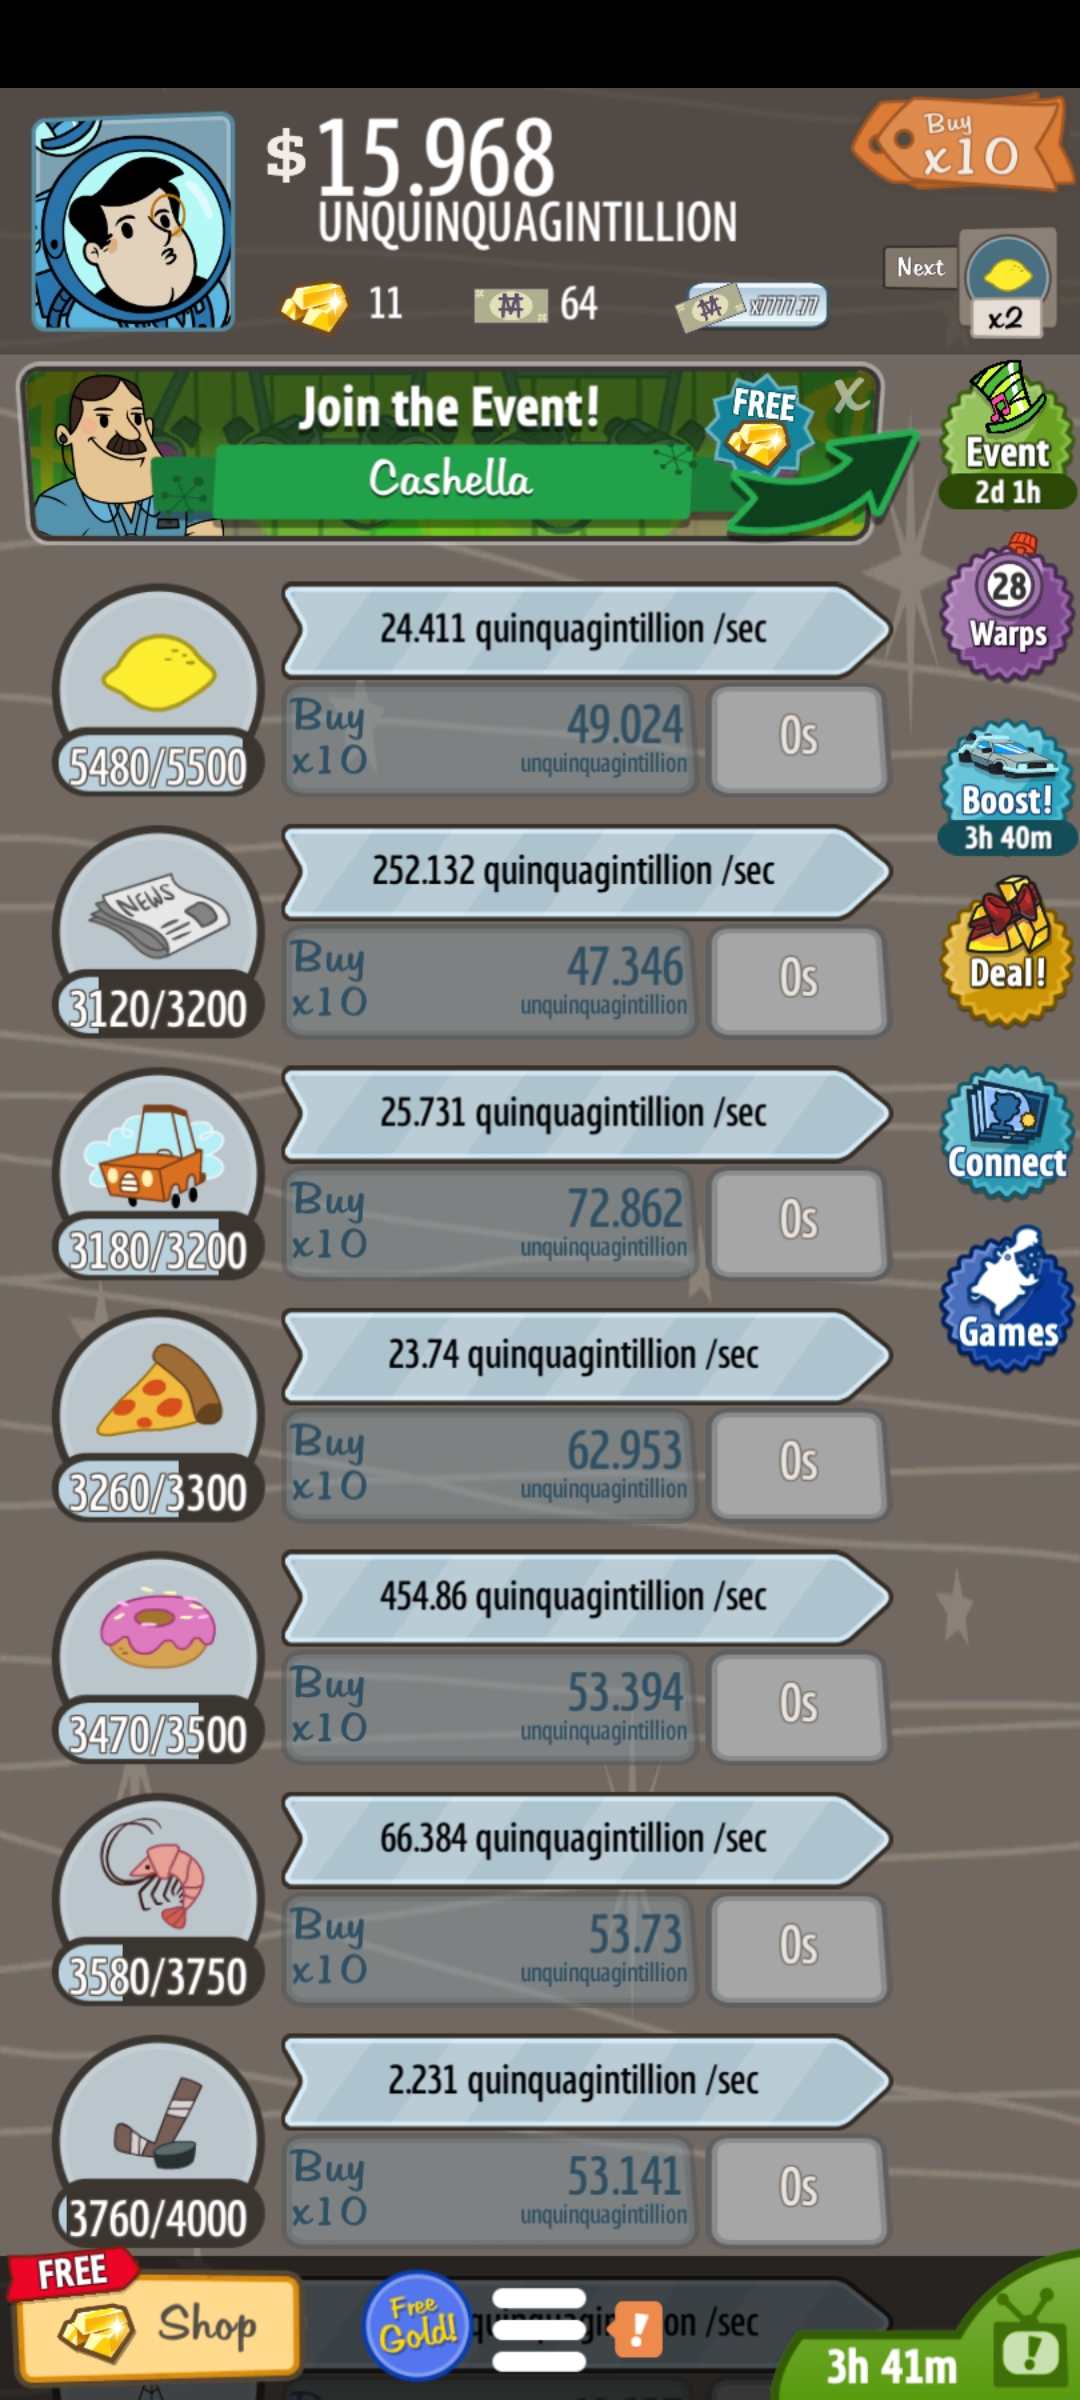 $15.968
UNQUINQUAGINTILLION
Buy
x10
11
64
x7777.77
Next
x2
Join the Event!
Cashella
FREE
X
Event
2d 1h
28
Warps
Boost!
3h 40m
Deal!
Connect
Games
24.411 quinquagintillion /sec
5480/5500
Buy
x10
49.024
unquinquagintillion
0s
NEWS
252.132 quinquagintillion /sec
3120/3200
Buy
x10
47.346
unquinquagintillion
0s
25.731 quinquagintillion /sec
3180/3200
Buy
x10
72.862
unquinquagintillion
0s
23.74 quinquagintillion /sec
3260/3300
Buy
x10
62.953
unquinquagintillion
0s
454.86 quinquagintillion /sec
3470/3500
Buy
x10
53.394
unquinquagintillion
0s
66.384 quinquagintillion /sec
3580/3750
Buy
x10
53.73
unquinquagintillion
0s
2.231 quinquagintillion /sec
3760/4000
Buy
x10
53.141
unquinquagintillion
0s
FREE
Shop
Free
Gold!
!
/sec
3h 41m
!